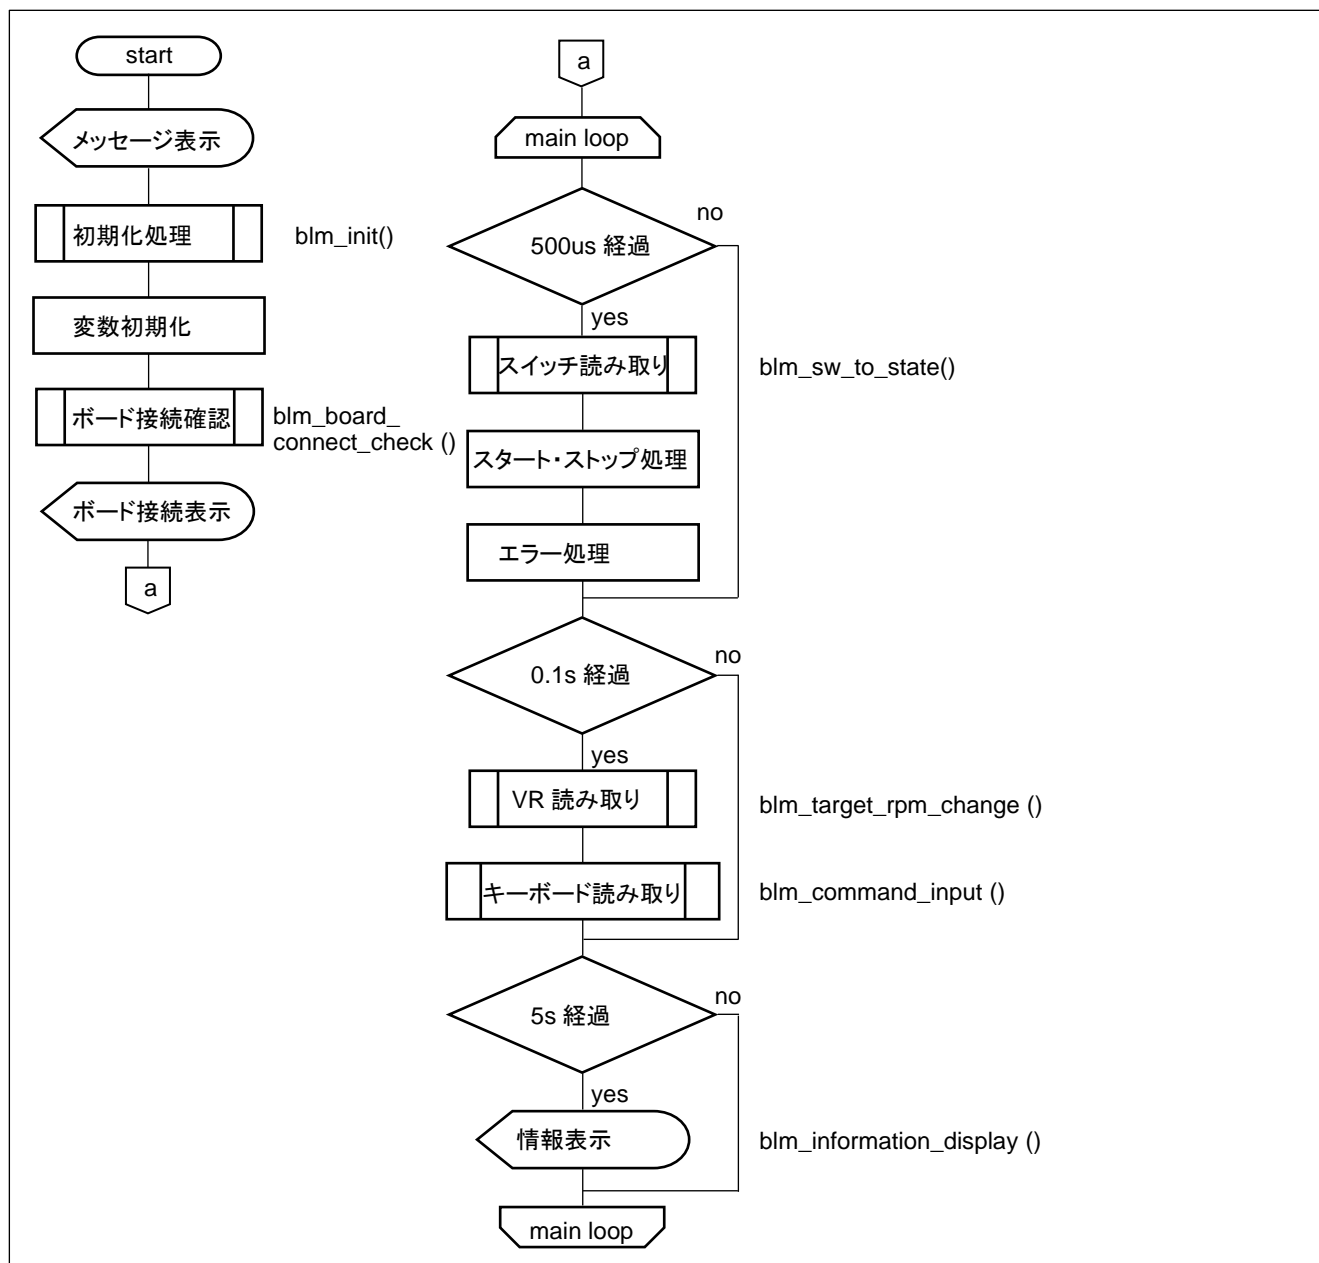 start
メッセージ表示
初期化処理
blm_init()
変数初期化
ボード接続確認
blm_board_
connect_check ()
ボード接続表示
a
a
main loop
500us 経過
no
yes
スイッチ読み取り
blm_sw_to_state()
スタート・ストップ処理
エラー処理
0.1s 経過
no
yes
VR 読み取り
blm_target_rpm_change ()
キーボード読み取り
blm_command_input ()
5s 経過
no
yes
情報表示
blm_information_display ()
main loop